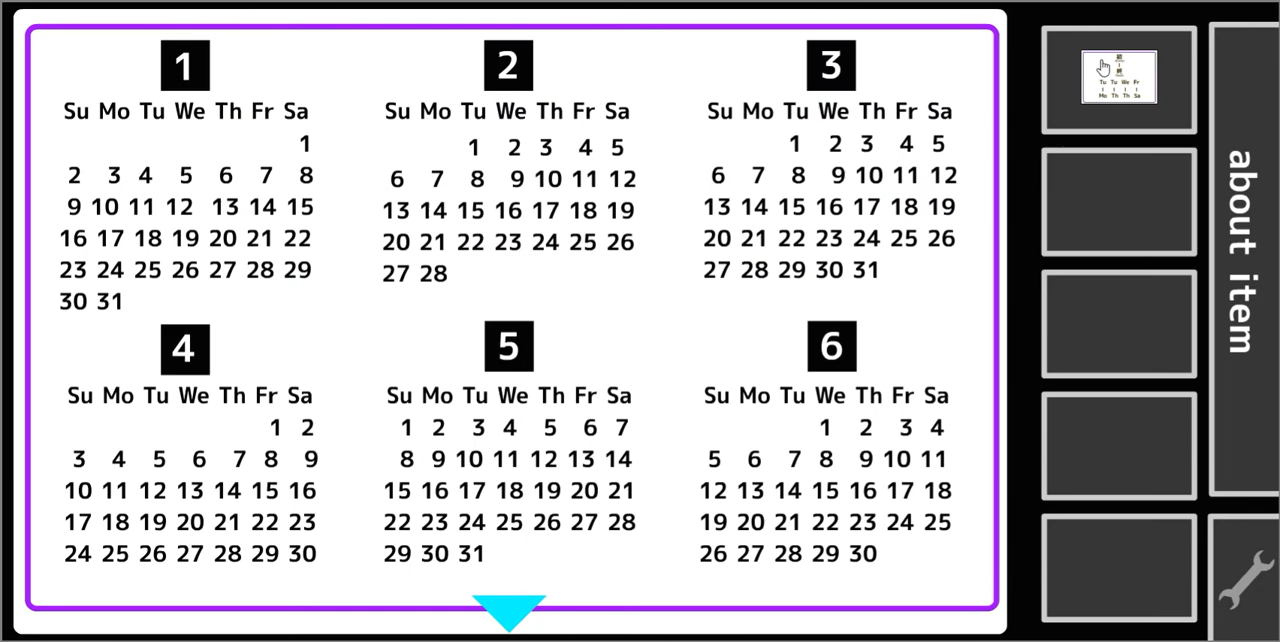 1
Su Mo Tu We Th Fr Sa
1
2 3 4 5 6 7 8
9 10 11 12 13 14 15
16 17 18 19 20 21 22
23 24 25 26 27 28 29
30 31
2
Su Mo Tu We Th Fr Sa
1 2 3 4 5
6 7 8 9 10 11 12
13 14 15 16 17 18 19
20 21 22 23 24 25 26
27 28
3
Su Mo Tu We Th Fr Sa
1 2 3 4 5
6 7 8 9 10 11 12
13 14 15 16 17 18 19
20 21 22 23 24 25 26
27 28 29 30 31
4
Su Mo Tu We Th Fr Sa
1 2
3 4 5 6 7 8 9
10 11 12 13 14 15 16
17 18 19 20 21 22 23
24 25 26 27 28 29 30
5
Su Mo Tu We Th Fr Sa
1 2 3 4 5 6 7
8 9 10 11 12 13 14
15 16 17 18 19 20 21
22 23 24 25 26 27 28
29 30 31
6
Su Mo Tu We Th Fr Sa
1 2 3 4
5 6 7 8 9 10 11
12 13 14 15 16 17 18
19 20 21 22 23 24 25
26 27 28 29 30
Tu We Fr
Mo Th Th Sa
about item